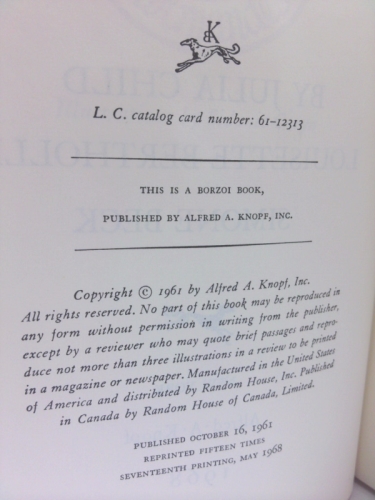 K
L. C. catalog card number: 61-12313
THIS IS A BORZOI BOOK,
PUBLISHED BY ALFRED A. KNOPF, INC.
Copyright © 1961 by Alfred A. Knopf, Inc.
All rights reserved. No part of this book may be reproduced in
any form without permission in writing from the publisher,
except by a reviewer who may quote brief passages and repro-
duce not more than three illustrations in a review to be printed
in a magazine or newspaper. Manufactured in the United States
of America and distributed by Random House, Inc. Published
in Canada by Random House of Canada, Limited.
PUBLISHED OCTOBER 16, 1961
REPRINTED FIFTEEN TIMES
SEVENTEENTH PRINTING, MAY 1968